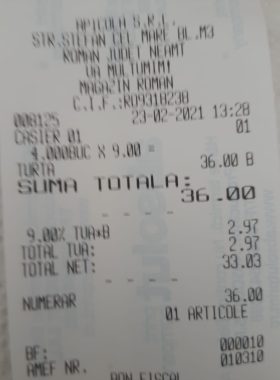 APICOLA S.R.L.
STR.STEFAN CEL MARE BL.M3
ROMAN JUDET NEAMT
VA MULTUMIM!
MAGAZIN ROMAN
C.I.F.:RO9318238
008125 23-02-2021 13:28
CASIER 01 01
4.000BUC X 9.00 =
TURTA 36.00 B
SUMA TOTALA:
36.00
- - - -
9.00% TVA*B 2.97
TOTAL TVA: 2.97
TOTAL NET: 33.03
- - - -
NUMERAR 36.00
01 ARTICOLE
- - - -
BF: 000010
AMEF NR. 010310
BON FISCAL